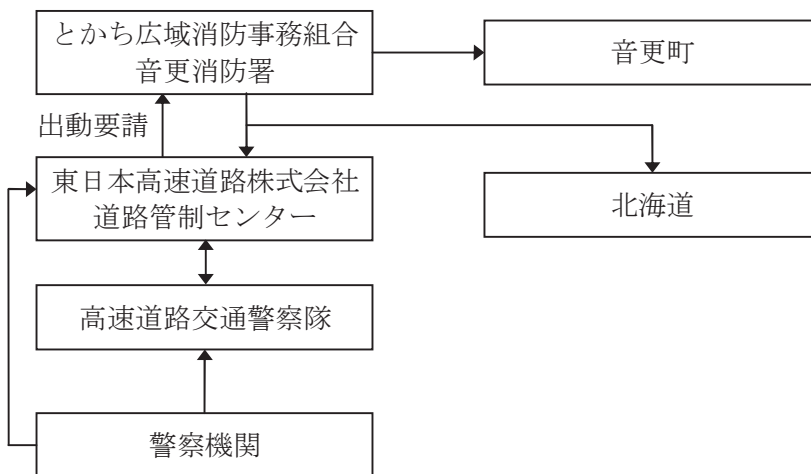 とかち広域消防事務組合
音更消防署
音更町
出動要請
東日本高速道路株式会社
道路管制センター
北海道
高速道路交通警察隊
警察機関